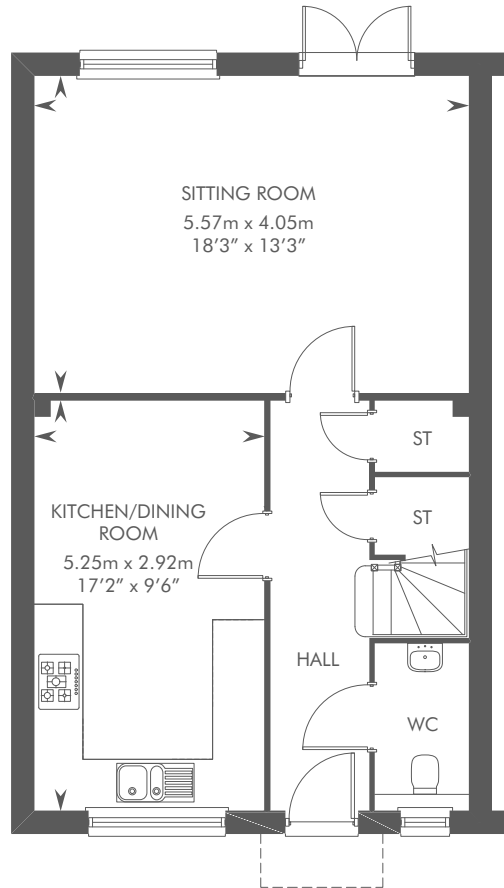 SITTING ROOM
5.57m x 4.05m
18’3” x 13’3”
ST
ST
KITCHEN/DINING
ROOM
5.25m x 2.92m
17’2” x 9’6”
HALL
WC